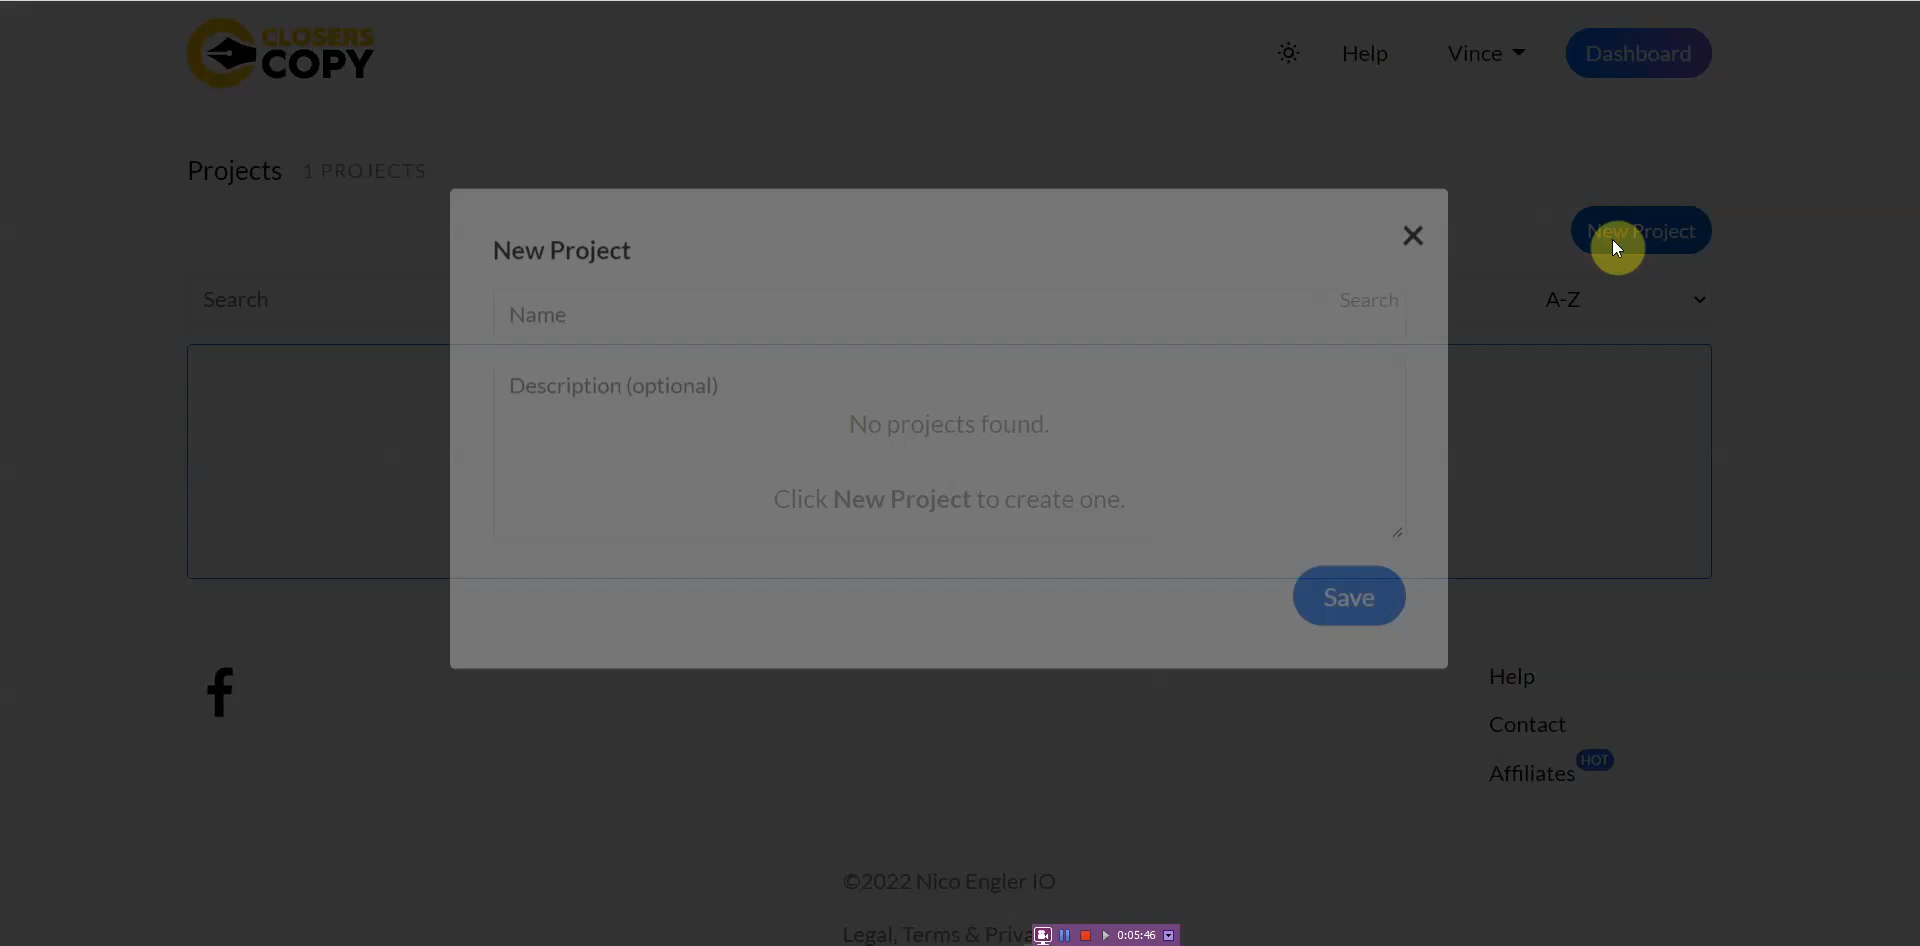 CLOSERS
COPY
Help
Vince
Dashboard
Projects
1 PROJECTS
New Project
New Project
Search
Name
Search
A-Z
Description (optional)
No projects found.
Click New Project to create one.
Save
Help
Contact
Affiliates
HOT
©2022 Nico Engler IO
Legal, Terms &
0:05:46